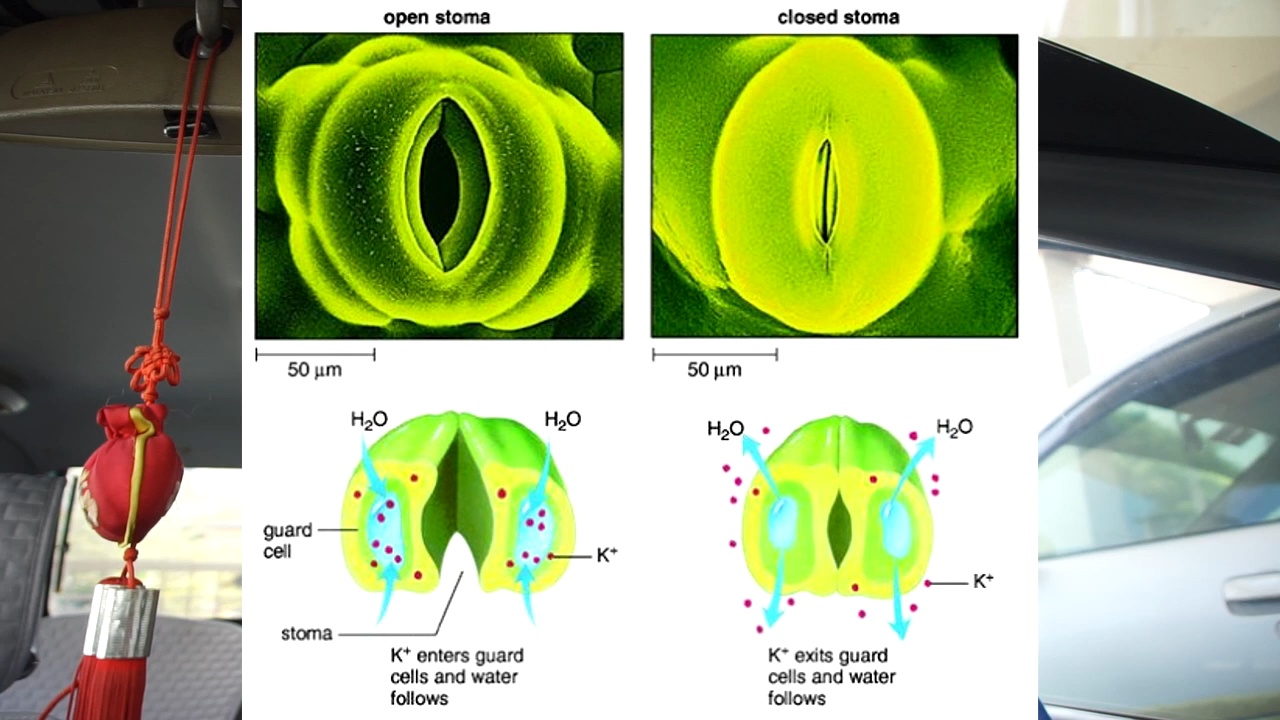 open stoma
closed stoma
50 μm
50 μm
H₂O
H₂O
guard
cell
K⁺
stoma
K⁺ enters guard
cells and water
follows
H₂O
H₂O
K⁺
K⁺ exits guard
cells and water
follows